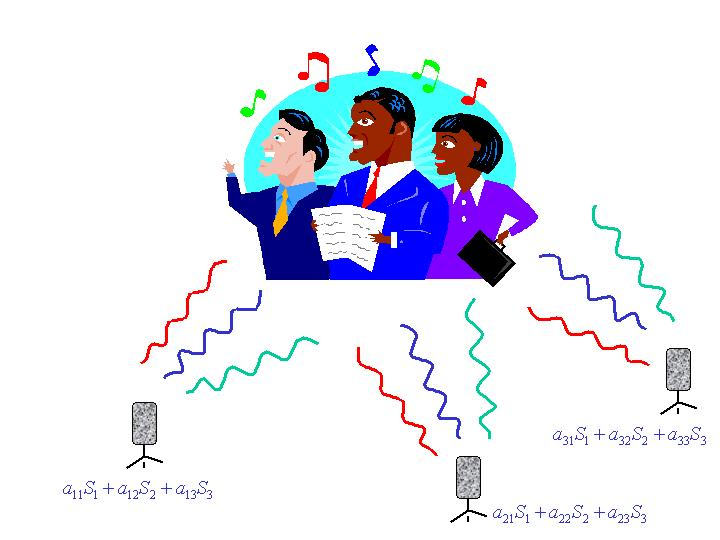 a₃₁S₁ + a₃₂S₂ + a₃₃S₃
a₁₁S₁ + a₁₂S₂ + a₁₃S₃
a₂₁S₁ + a₂₂S₂ + a₂₃S₃